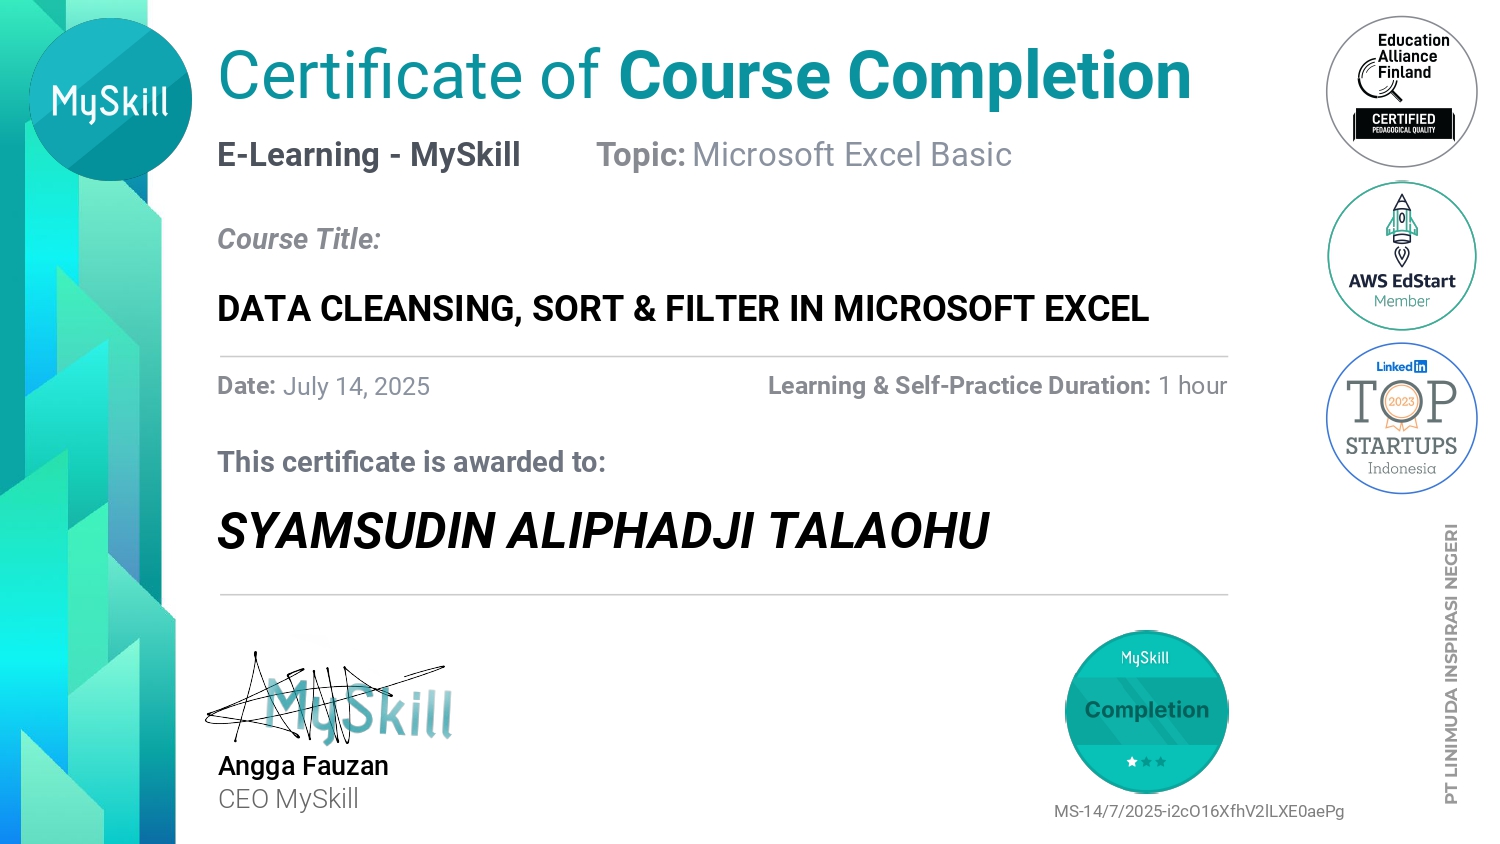 MySkill
Certificate of Course Completion
E-Learning - MySkill Topic: Microsoft Excel Basic
Course Title:
DATA CLEANSING, SORT & FILTER IN MICROSOFT EXCEL
Date: July 14, 2025 Learning & Self-Practice Duration: 1 hour
This certificate is awarded to:
SYAMSUDIN ALIPHADJI TALAOHU
MySkill
Angga Fauzan
CEO MySkill
MySkill
Completion
MS-14/7/2025-i2cO16XfhV2lLXE0aePg
Education
Alliance
Finland
CERTIFIED
PEDAGOGICAL QUALITY
AWS EdStart
Member
Linked in
TOP
2023
STARTUPS
Indonesia
PT LINIMUDA INSPIRASI NEGERI